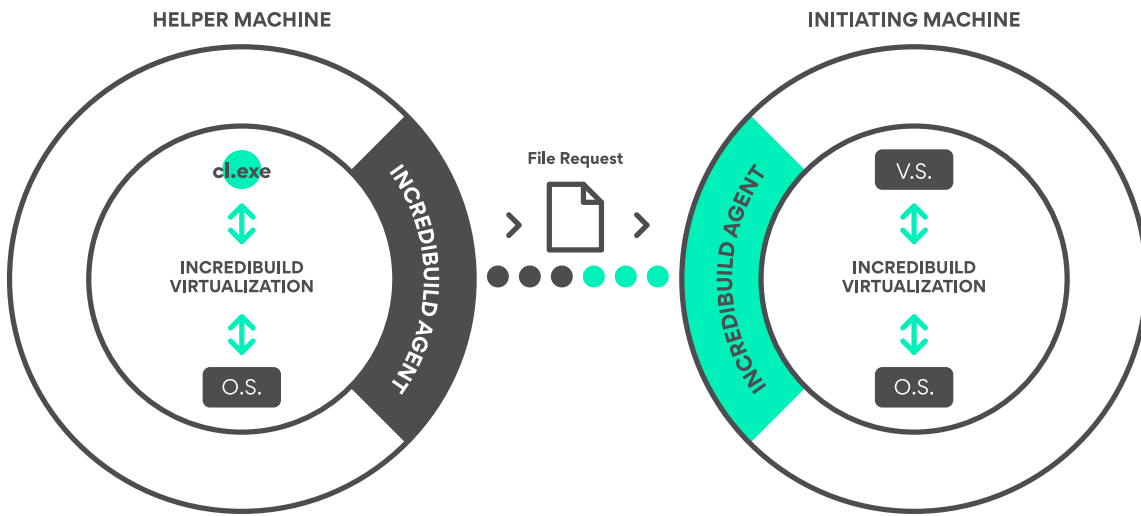 HELPER MACHINE
INITIATING MACHINE
cl.exe
INCREDIBUILD
VIRTUALIZATION
O.S.
INCREDIBUILD AGENT
File Request
INCREDIBUILD AGENT
V.S.
INCREDIBUILD
VIRTUALIZATION
O.S.